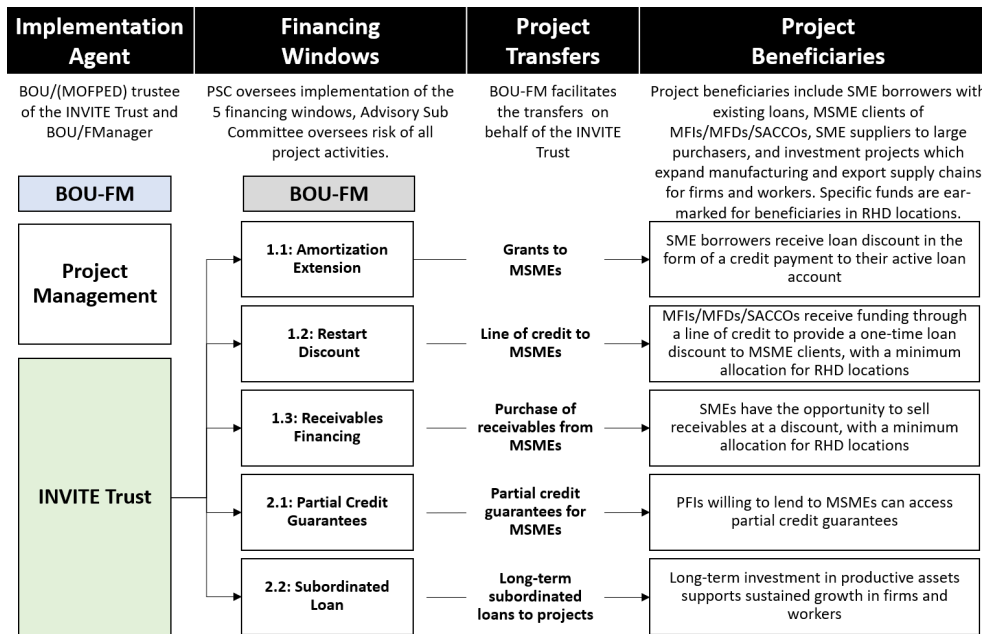 Implementation
Agent
Financing
Windows
Project
Transfers
Project
Beneficiaries
BOU/(MOFPED) trustee
of the INVITE Trust and
BOU/FManager
PSC oversees implementation of the
5 financing windows, Advisory Sub
Committee oversees risk of all
project activities.
BOU-FM facilitates
the transfers on
behalf of the INVITE
Trust
Project beneficiaries include SME borrowers with
existing loans, MSME clients of
MFIs/MFDs/SACCOs, SME suppliers to large
purchasers, and investment projects which
expand manufacturing and export supply chains
for firms and workers. Specific funds are ear-
marked for beneficiaries in RHD locations.
BOU-FM
BOU-FM
Project
Management
INVITE Trust
1.1: Amortization
Extension
Grants to
MSMEs
SME borrowers receive loan discount in the
form of a credit payment to their active loan
account
1.2: Restart
Discount
Line of credit to
MSMEs
MFIs/MFDs/SACCOs receive funding through
a line of credit to provide a one-time loan
discount to MSME clients, with a minimum
allocation for RHD locations
1.3: Receivables
Financing
Purchase of
receivables from
MSMEs
SMEs have the opportunity to sell
receivables at a discount, with a minimum
allocation for RHD locations
2.1: Partial Credit
Guarantees
Partial credit
guarantees for
MSMEs
PFIs willing to lend to MSMEs can access
partial credit guarantees
2.2: Subordinated
Loan
Long-term
subordinated
loans to projects
Long-term investment in productive assets
supports sustained growth in firms and
workers